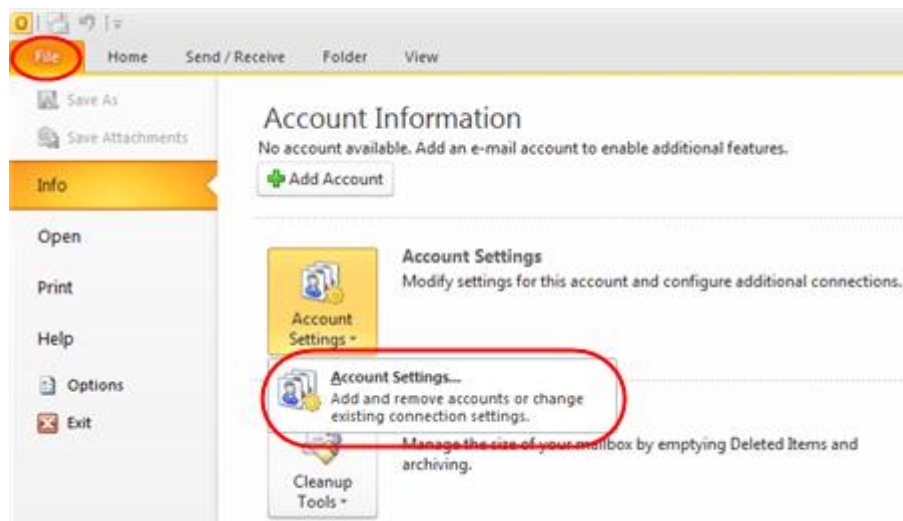 File Home Send / Receive Folder View
Save As
Save Attachments
Info
Open
Print
Help
Options
Exit
Account Information
No account available. Add an e-mail account to enable additional features.
Add Account
Account Settings
Modify settings for this account and configure additional connections.
Account
Settings
Account Settings...
Add and remove accounts or change
existing connection settings.
Manage the size of your mailbox by emptying Deleted Items and
archiving.
Cleanup
Tools